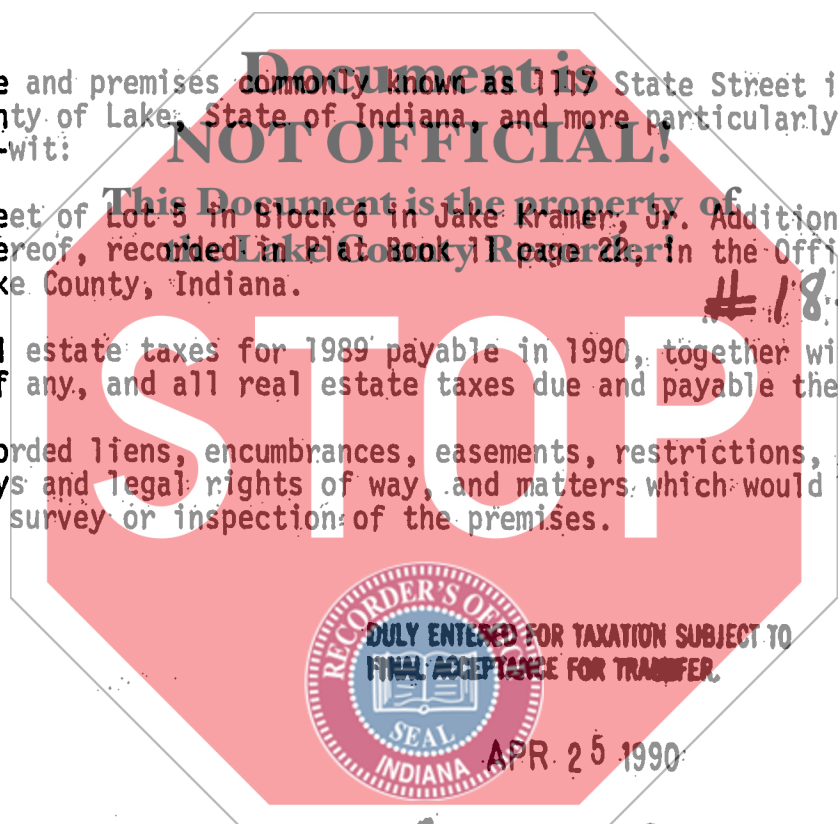 Document is
e and premises commonly known as 1117 State Street i
nty of Lake, State of Indiana, and more particularly
NOT OFFICIAL!
-wit:
This Document is the property of
eet of Lot 5 in Block 6 in Jake Kramer, Jr. Addition
ereof, recorded in Plat Book 11 page 22, in the Off
the Lake County Recorder!
ke County, Indiana.
#18
l estate taxes for 1989 payable in 1990, together wi
f any, and all real estate taxes due and payable the
STOP
orded liens, encumbrances, easements, restrictions,
ys and legal rights of way, and matters which would
survey or inspection of the premises.
RECORDER'S OFFICE
DULY ENTERED FOR TAXATION SUBJECT TO
FINAL ACCEPTANCE FOR TRANSFER.
SEAL
INDIANA
APR 25 1990